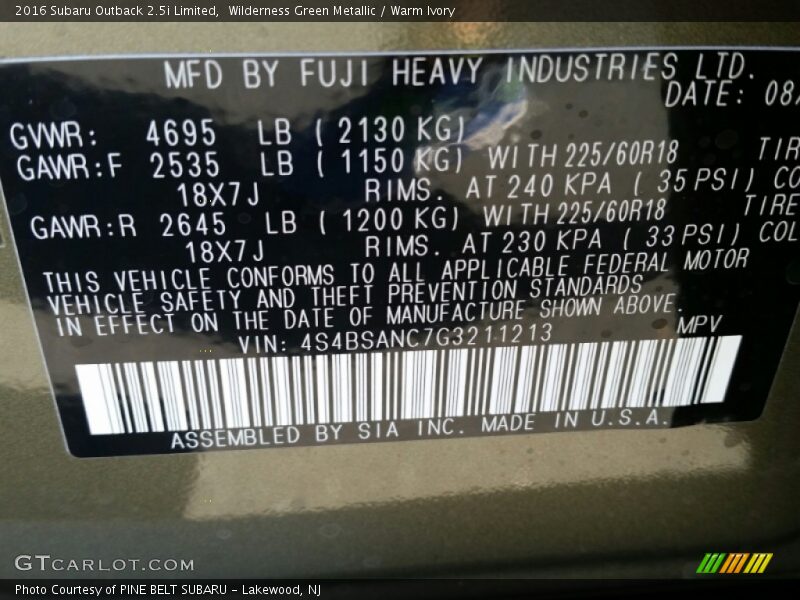 2016 Subaru Outback 2.5i Limited,  Wilderness Green Metallic / Warm Ivory
MFD BY FUJI HEAVY INDUSTRIES LTD.
DATE: 08/
GVWR: 4695 LB ( 2130 KG)
GAWR:F 2535 LB ( 1150 KG) WITH 225/60R18 TIR
18X7J RIMS. AT 240 KPA ( 35 PSI) CO
GAWR:R 2645 LB ( 1200 KG) WITH 225/60R18 TIRE
18X7J RIMS. AT 230 KPA ( 33 PSI) COL
THIS VEHICLE CONFORMS TO ALL APPLICABLE FEDERAL MOTOR
VEHICLE SAFETY AND THEFT PREVENTION STANDARDS
IN EFFECT ON THE DATE OF MANUFACTURE SHOWN ABOVE.
VIN: 4S4BSANC7G3211213 MPV
ASSEMBLED BY SIA INC. MADE IN U.S.A.
GTCARLOT.COM
Photo Courtesy of PINE BELT SUBARU - Lakewood, NJ